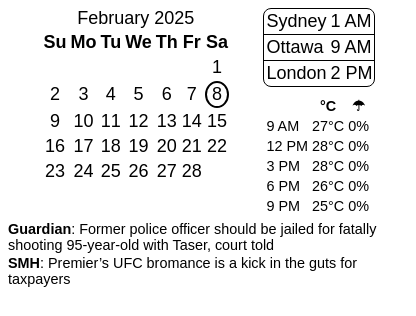 February 2025
Su Mo Tu We Th Fr Sa
1
2 3 4 5 6 7 8
9 10 11 12 13 14 15
16 17 18 19 20 21 22
23 24 25 26 27 28
Sydney 1 AM
Ottawa 9 AM
London 2 PM
°C ☂
9 AM 27°C 0%
12 PM 28°C 0%
3 PM 28°C 0%
6 PM 26°C 0%
9 PM 25°C 0%
Guardian: Former police officer should be jailed for fatally
shooting 95-year-old with Taser, court told
SMH: Premier’s UFC bromance is a kick in the guts for
taxpayers